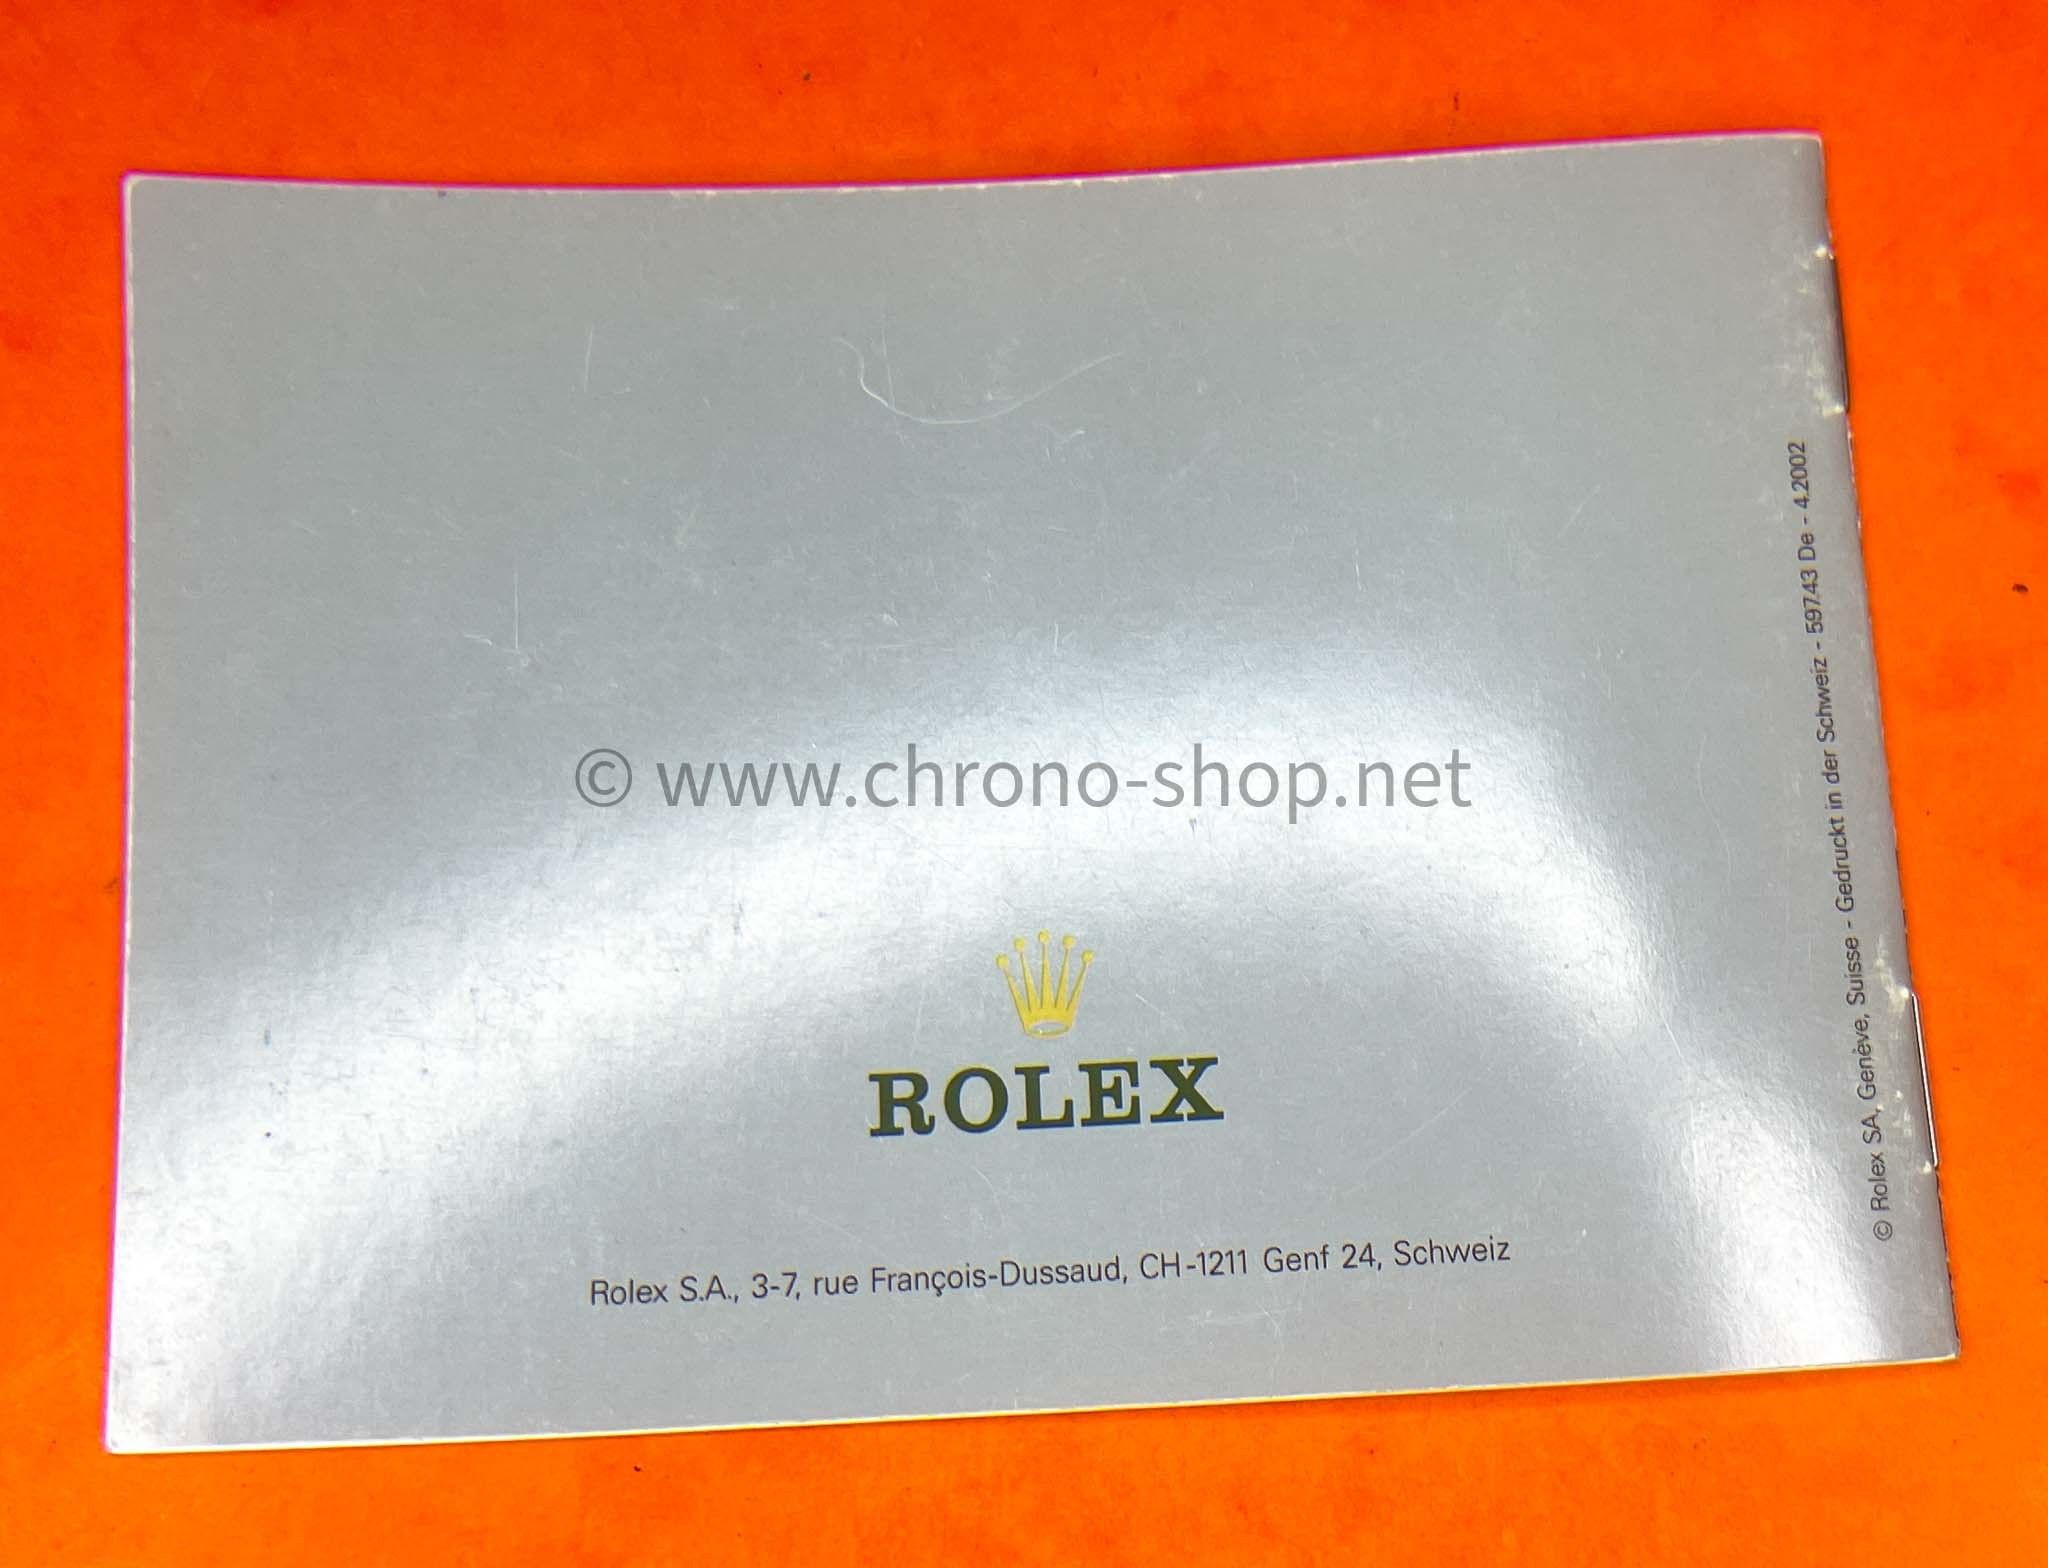 © www.chrono-shop.net
ROLEX
Rolex S.A., 3-7, rue François-Dussaud, CH-1211 Genf 24, Schweiz
© Rolex SA, Genève, Suisse - Gedruckt in der Schweiz - 597.43 De - 4.2002